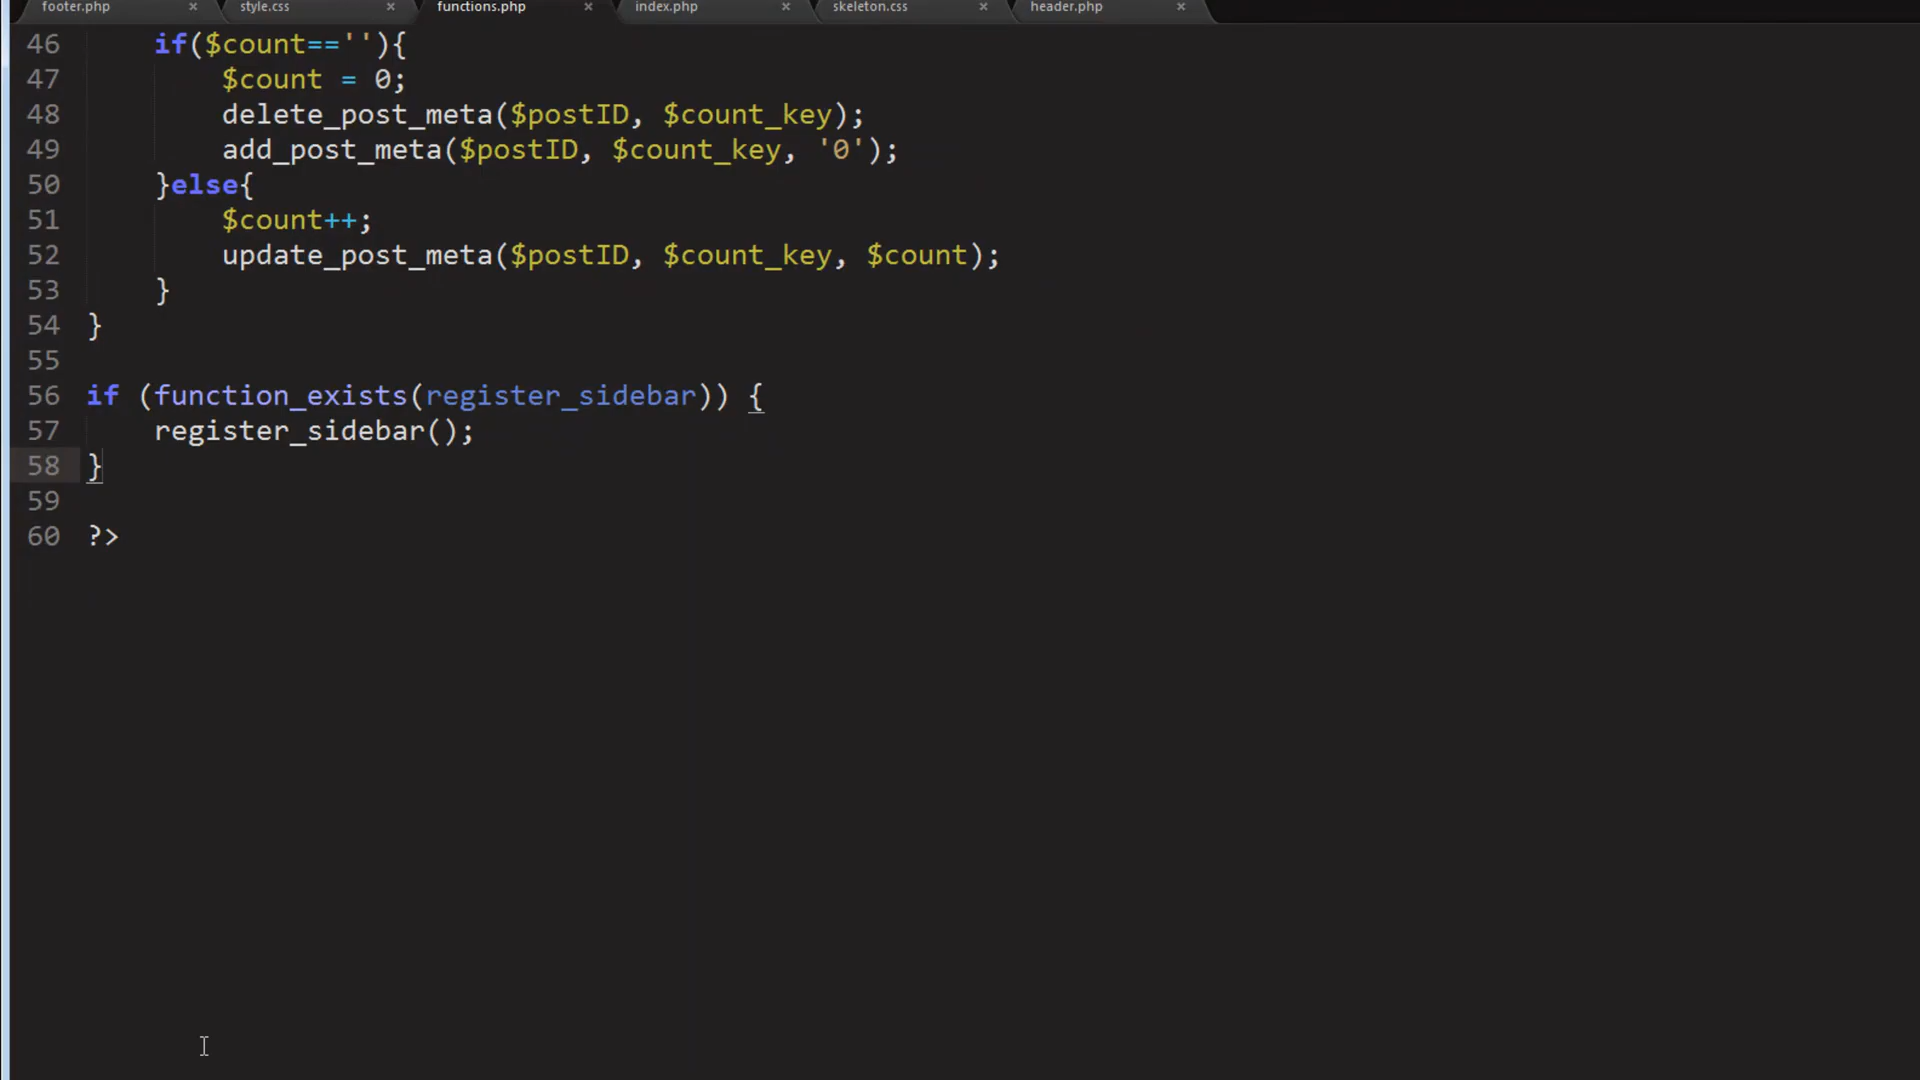 footer.php × style.css × functions.php × index.php × skeleton.css × header.php ×
46 if($count==''){
47 $count = 0;
48 delete_post_meta($postID, $count_key);
49 add_post_meta($postID, $count_key, '0');
50 }else{
51 $count++;
52 update_post_meta($postID, $count_key, $count);
53 }
54 }
55
56 if (function_exists(register_sidebar)) {
57 register_sidebar();
58 }
59
60 ?>